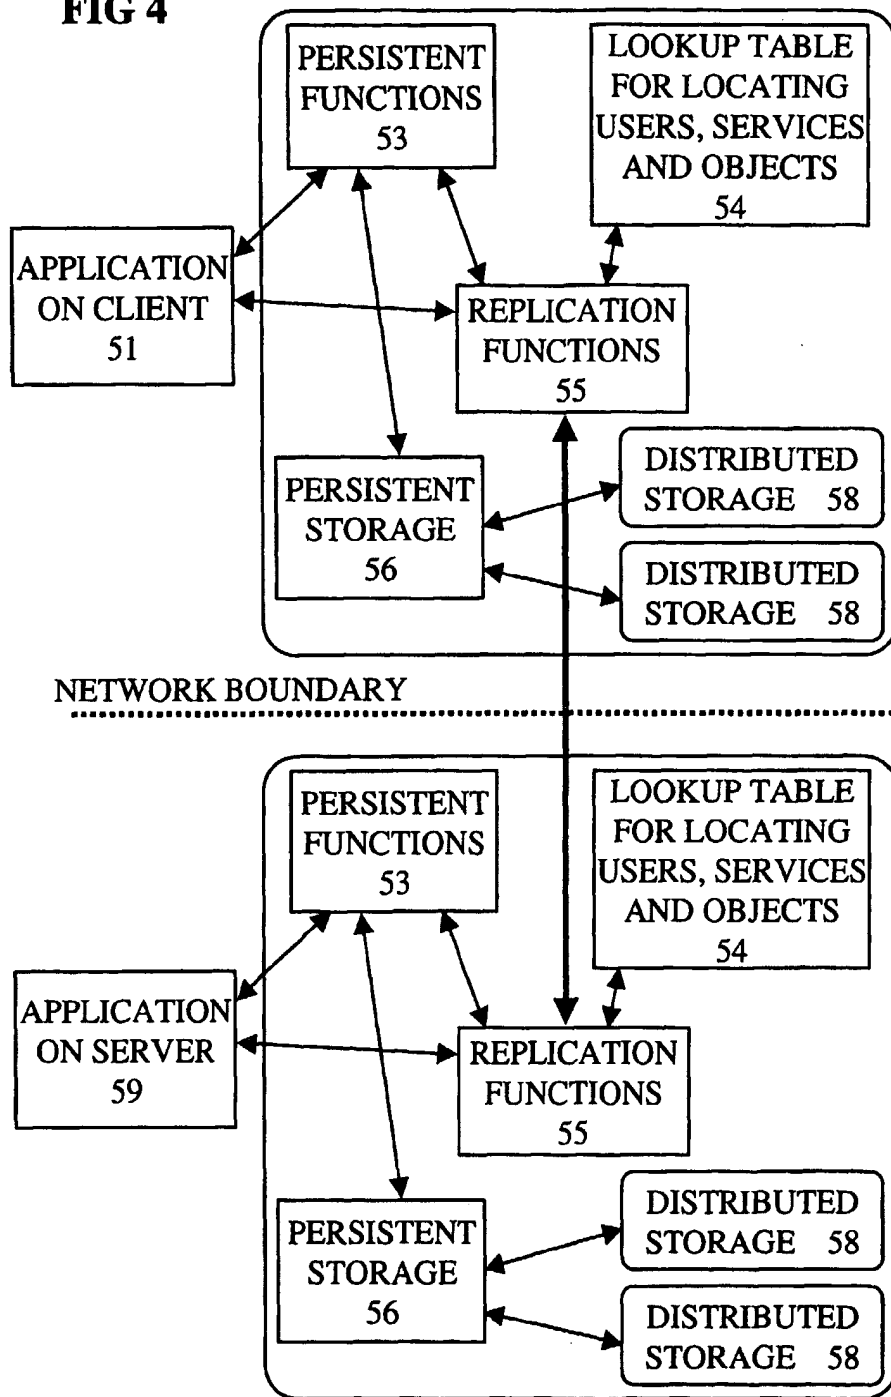 FIG 4
PERSISTENT
FUNCTIONS
53
LOOKUP TABLE
FOR LOCATING
USERS, SERVICES
AND OBJECTS
54
APPLICATION
ON CLIENT
51
REPLICATION
FUNCTIONS
55
PERSISTENT
STORAGE
56
DISTRIBUTED
STORAGE 58
DISTRIBUTED
STORAGE 58
NETWORK BOUNDARY
PERSISTENT
FUNCTIONS
53
LOOKUP TABLE
FOR LOCATING
USERS, SERVICES
AND OBJECTS
54
APPLICATION
ON SERVER
59
REPLICATION
FUNCTIONS
55
PERSISTENT
STORAGE
56
DISTRIBUTED
STORAGE 58
DISTRIBUTED
STORAGE 58